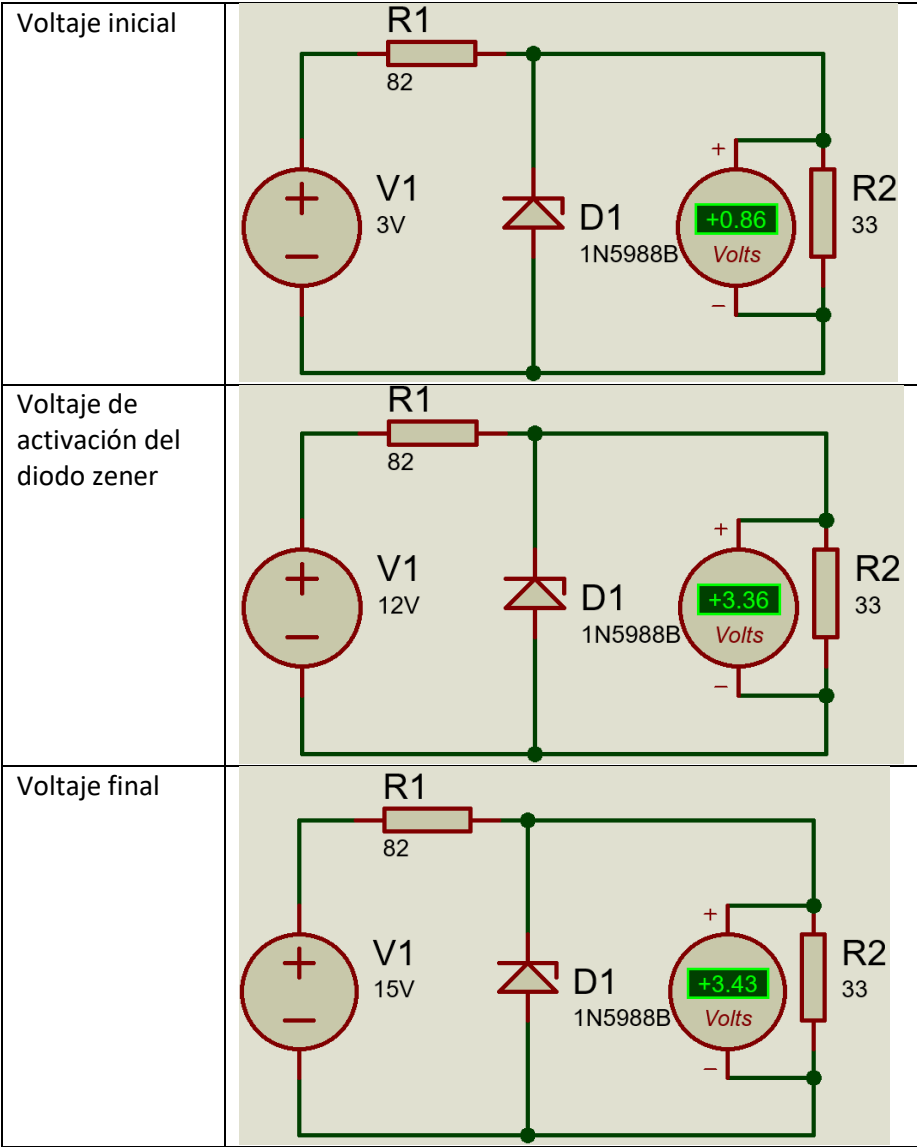 Voltaje inicial
R1
82
V1
3V
D1
1N5988B
+
+0.86
Volts
R2
33
Voltaje de
activación del
diodo zener
R1
82
V1
12V
D1
1N5988B
+
+3.36
Volts
R2
33
Voltaje final
R1
82
V1
15V
D1
1N5988B
+
+3.43
Volts
R2
33